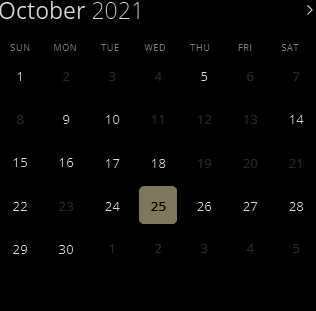 October 2021 >
SUN MON TUE WED THU FRI SAT
1 2 3 4 5 6 7
8 9 10 11 12 13 14
15 16 17 18 19 20 21
22 23 24 25 26 27 28
29 30 1 2 3 4 5